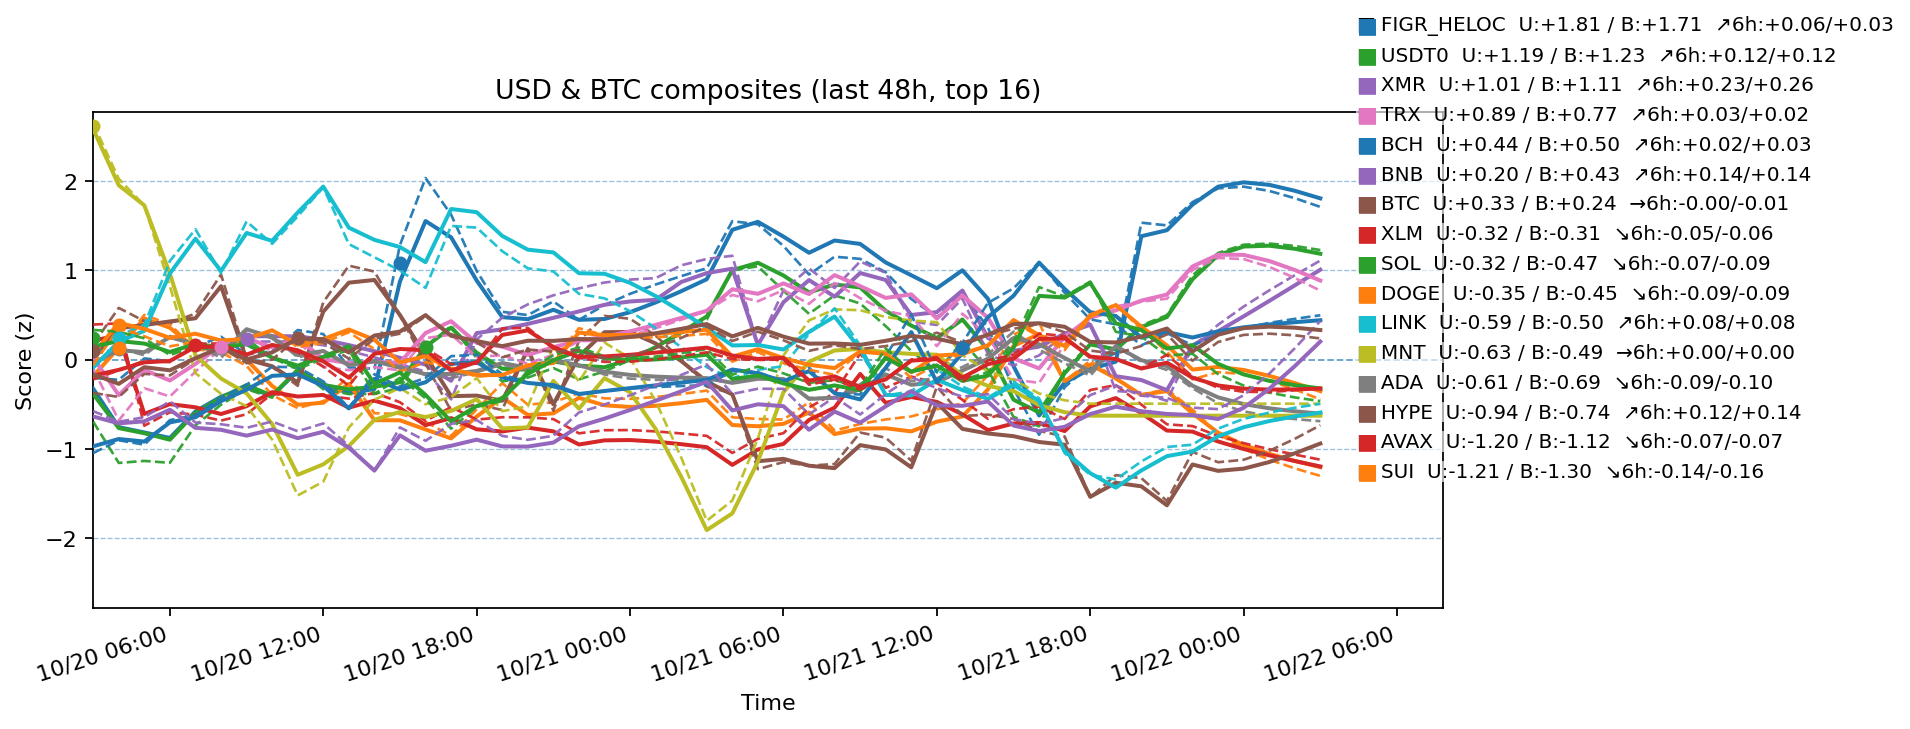 FIGR_HELOC U:+1.81 / B:+1.71 ↗6h:+0.06/+0.03
USDT0 U:+1.19 / B:+1.23 ↗6h:+0.12/+0.12
XMR U:+1.01 / B:+1.11 ↗6h:+0.23/+0.26
TRX U:+0.89 / B:+0.77 ↗6h:+0.03/+0.02
BCH U:+0.44 / B:+0.50 ↗6h:+0.02/+0.03
BNB U:+0.20 / B:+0.43 ↗6h:+0.14/+0.14
BTC U:+0.33 / B:+0.24 →6h:-0.00/-0.01
XLM U:-0.32 / B:-0.31 ↘6h:-0.05/-0.06
SOL U:-0.32 / B:-0.47 ↘6h:-0.07/-0.09
DOGE U:-0.35 / B:-0.45 ↘6h:-0.09/-0.09
LINK U:-0.59 / B:-0.50 ↗6h:+0.08/+0.08
MNT U:-0.63 / B:-0.49 →6h:+0.00/+0.00
ADA U:-0.61 / B:-0.69 ↘6h:-0.09/-0.10
HYPE U:-0.94 / B:-0.74 ↗6h:+0.12/+0.14
AVAX U:-1.20 / B:-1.12 ↘6h:-0.07/-0.07
SUI U:-1.21 / B:-1.30 ↘6h:-0.14/-0.16
USD & BTC composites (last 48h, top 16)
Score (z)
2
1
0
−1
−2
10/20 06:00
10/20 12:00
10/20 18:00
10/21 00:00
10/21 06:00
10/21 12:00
10/21 18:00
10/22 00:00
10/22 06:00
Time